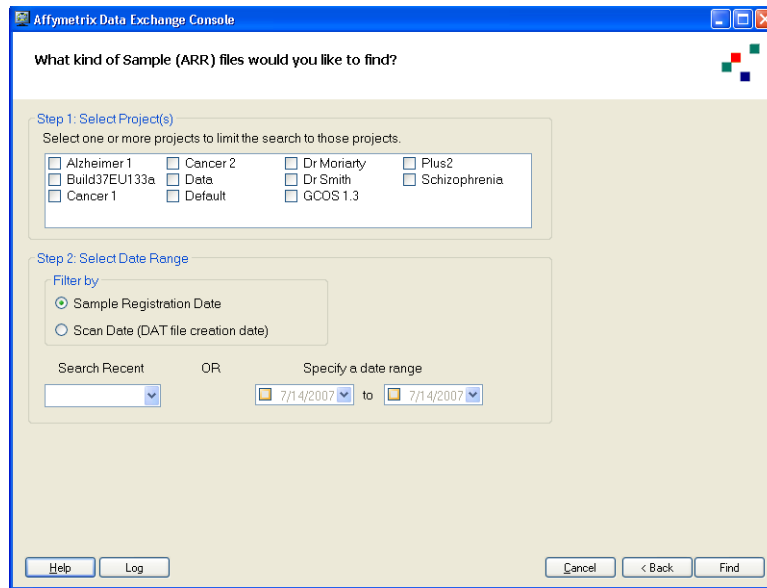 Affymetrix Data Exchange Console
What kind of Sample (ARR) files would you like to find?
Step 1: Select Project(s)
Select one or more projects to limit the search to those projects.
Alzheimer 1 Cancer 2 Dr Moriarty Plus2
Build37EU133a Data Dr Smith Schizophrenia
Cancer 1 Default GCOS 1.3
Step 2: Select Date Range
Filter by
Sample Registration Date
Scan Date (DAT file creation date)
Search Recent OR Specify a date range
7/14/2007 to 7/14/2007
Help Log Cancel < Back Find